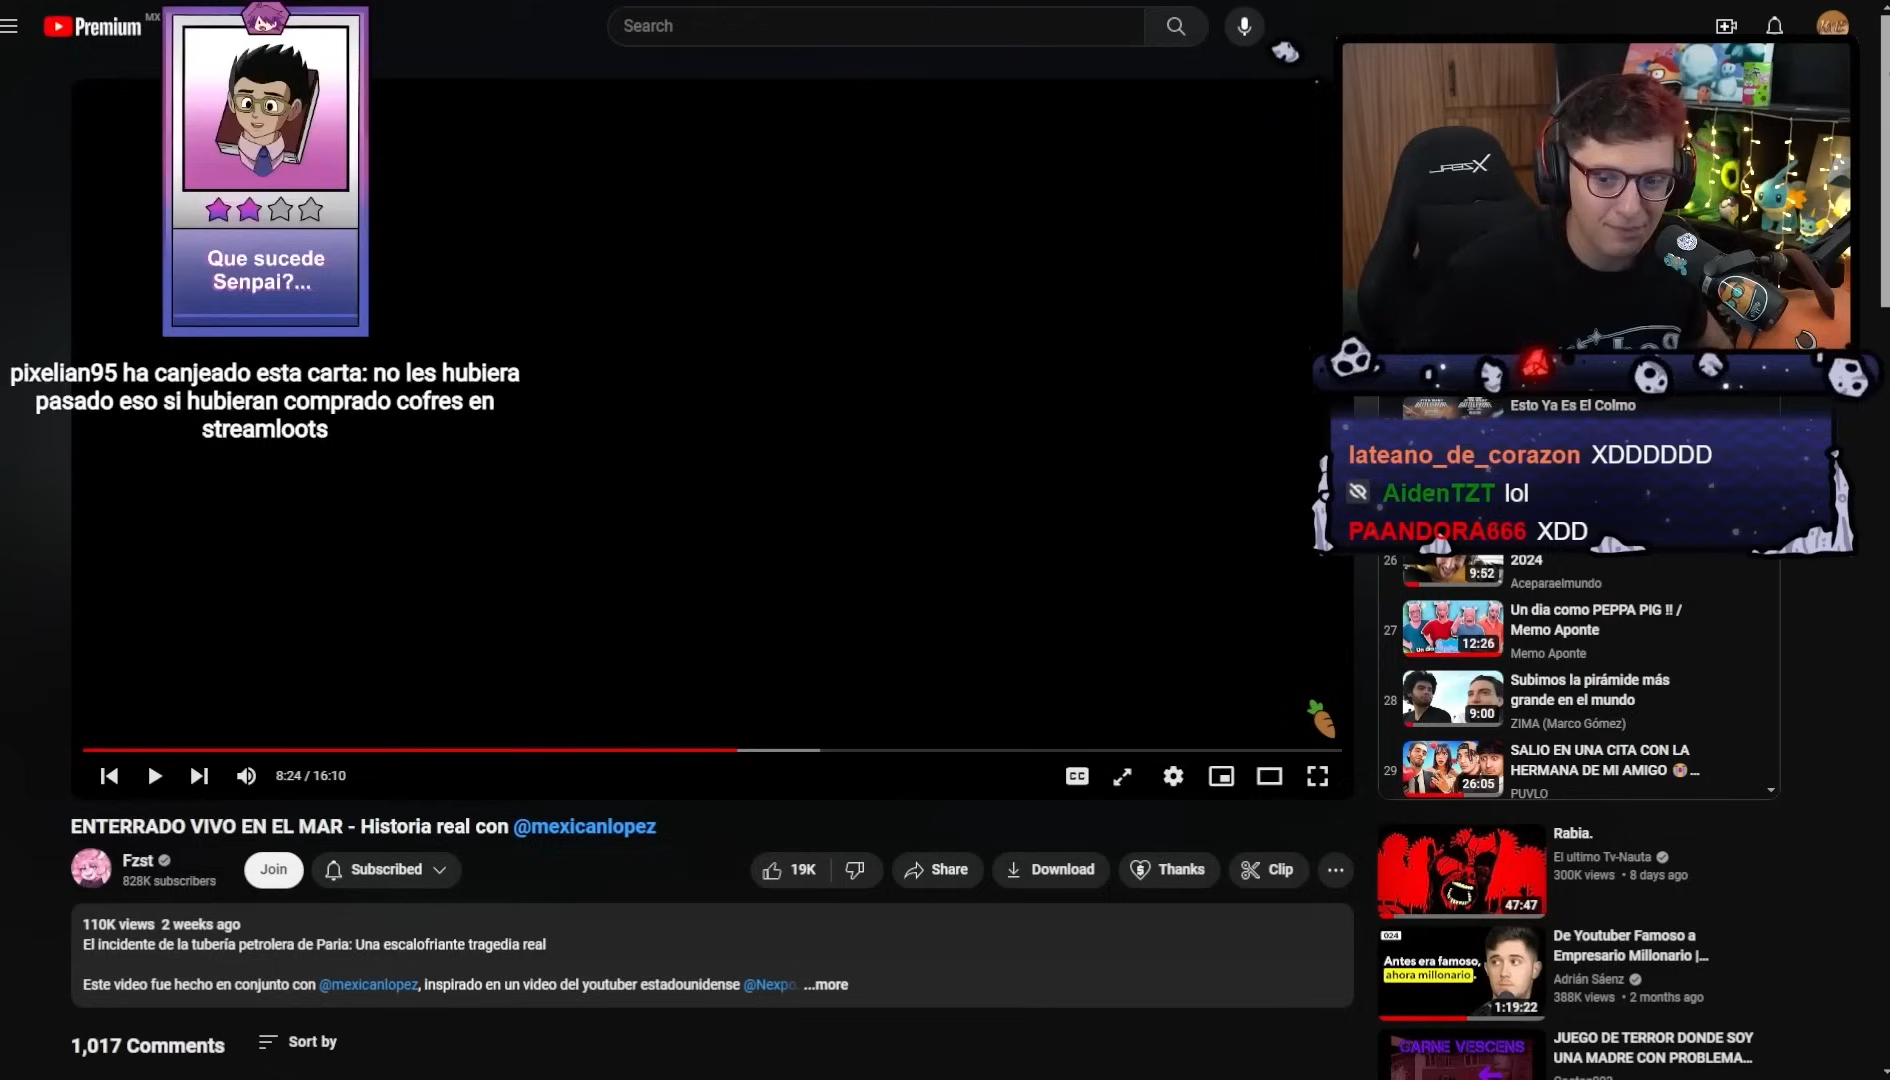 Premium MX
Search
Que sucede
Senpai?...
pixelian95 ha canjeado esta carta: no les hubiera
pasado eso si hubieran comprado cofres en
streamloots
Esto Ya Es El Colmo
lateano_de_corazon XDDDDDD
AidenTZT lol
PAANDORA666 XDD
26
9:52
2024
Aceparaelmundo
27
12:26
Un dia como PEPPA PIG !! /
Memo Aponte
Memo Aponte
28
9:00
Subimos la pirámide más
grande en el mundo
ZIMA (Marco Gómez)
29
26:05
SALIO EN UNA CITA CON LA
HERMANA DE MI AMIGO 😭...
PUVLO
8:24 / 16:10
CC
ENTERRADO VIVO EN EL MAR - Historia real con @mexicanlopez
Fzst
828K subscribers
Join
Subscribed
19K
Share
Download
Thanks
Clip
110K views 2 weeks ago
El incidente de la tubería petrolera de Paria: Una escalofriante tragedia real
Este video fue hecho en conjunto con @mexicanlopez, inspirado en un video del youtuber estadounidense @Nexpo. ...more
1,017 Comments
Sort by
47:47
Rabia.
El ultimo Tv-Nauta
300K views • 8 days ago
024
Antes era famoso,
ahora millonario.
1:19:22
De Youtuber Famoso a
Empresario Millonario |...
Adrián Sáenz
388K views • 2 months ago
CARNE VESCENS
JUEGO DE TERROR DONDE SOY
UNA MADRE CON PROBLEMA...